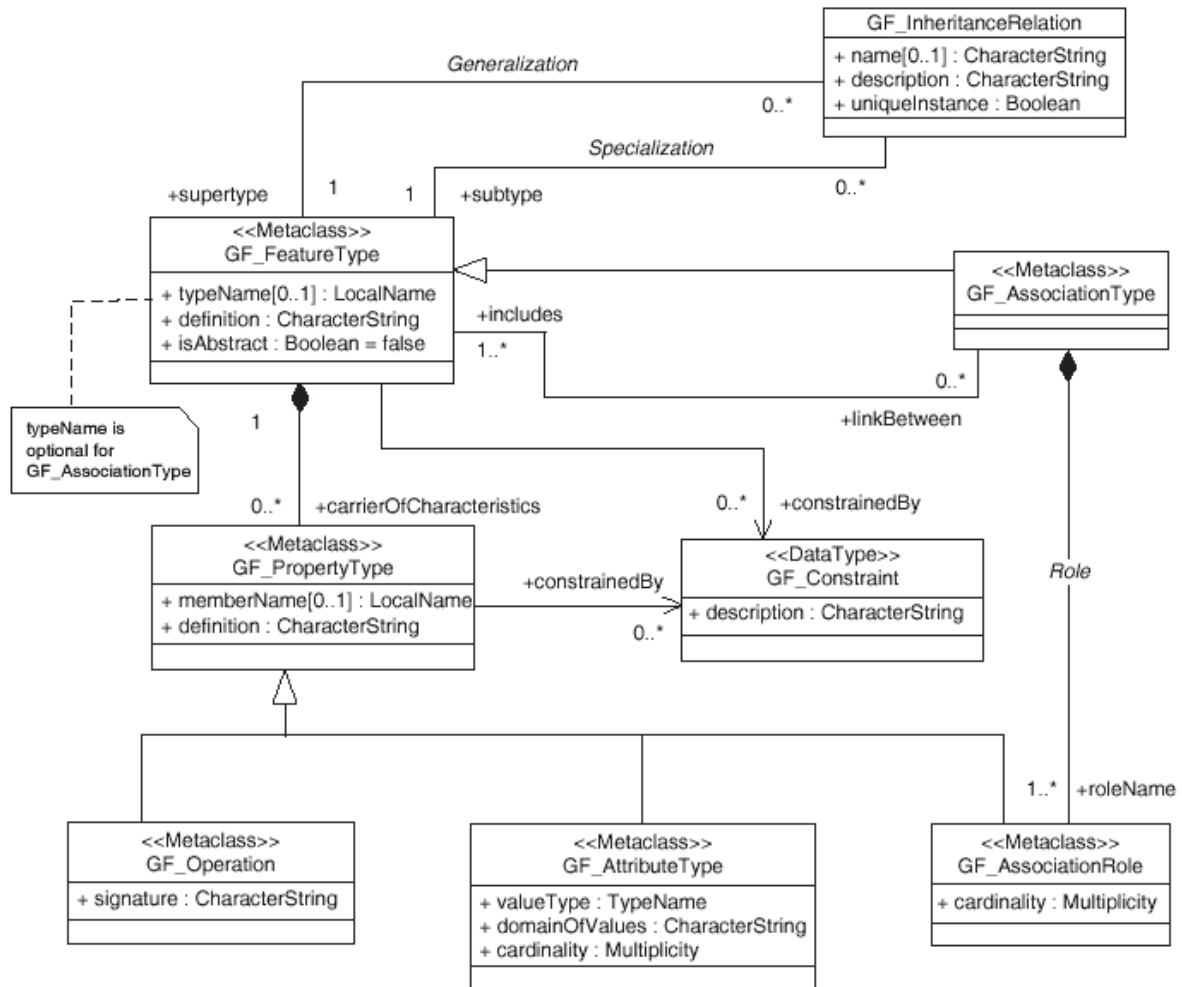 GF_InheritanceRelation
+ name[0..1] : CharacterString
+ description : CharacterString
+ uniqueInstance : Boolean
Generalization
0..*
Specialization
0..*
+supertype
1
1
+subtype
<<Metaclass>>
GF_FeatureType
+ typeName[0..1] : LocalName
+ definition : CharacterString
+ isAbstract : Boolean = false
<<Metaclass>>
GF_AssociationType
+includes
1..*
0..*
+linkBetween
typeName is
optional for
GF_AssociationType
1
0..*
+carrierOfCharacteristics
0..*
+constrainedBy
<<Metaclass>>
GF_PropertyType
+ memberName[0..1] : LocalName
+ definition : CharacterString
+constrainedBy
0..*
<<DataType>>
GF_Constraint
+ description : CharacterString
Role
1..*
+roleName
<<Metaclass>>
GF_Operation
+ signature : CharacterString
<<Metaclass>>
GF_AttributeType
+ valueType : TypeName
+ domainOfValues : CharacterString
+ cardinality : Multiplicity
<<Metaclass>>
GF_AssociationRole
+ cardinality : Multiplicity